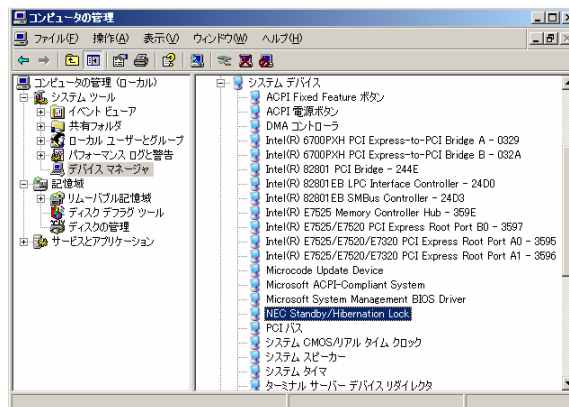 コンピュータの管理
ファイル(F) 操作(A) 表示(V) ウィンドウ(W) ヘルプ(H)
コンピュータの管理 (ローカル)
システム ツール
イベント ビューア
共有フォルダ
ローカル ユーザーとグループ
パフォーマンス ログと警告
デバイス マネージャ
記憶域
リムーバブル記憶域
ディスク デフラグ ツール
ディスクの管理
サービスとアプリケーション
システム デバイス
ACPI Fixed Feature ボタン
ACPI 電源ボタン
DMA コントローラ
Intel(R) 6700PXH PCI Express-to-PCI Bridge A - 0329
Intel(R) 6700PXH PCI Express-to-PCI Bridge B - 032A
Intel(R) 82801 PCI Bridge - 244E
Intel(R) 82801EB LPC Interface Controller - 24D0
Intel(R) 82801EB SMBus Controller - 24D3
Intel(R) E7525 Memory Controller Hub - 359E
Intel(R) E7525/E7520 PCI Express Root Port B0 - 3597
Intel(R) E7525/E7520/E7320 PCI Express Root Port A0 - 3595
Intel(R) E7525/E7520/E7320 PCI Express Root Port A1 - 3596
Microcode Update Device
Microsoft ACPI-Compliant System
Microsoft System Management BIOS Driver
NEC Standby/Hibernation Lock
PCI バス
システム CMOS/リアル タイム クロック
システム スピーカー
システム タイマ
ターミナル サーバー デバイス リダイレクタ